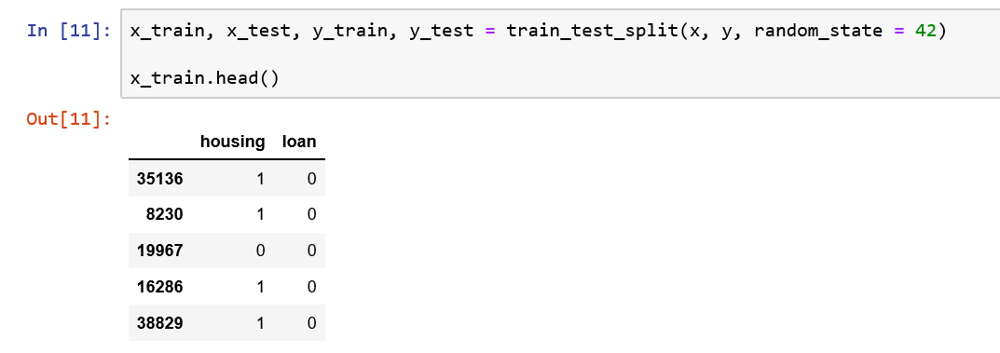 In [11]: x_train, x_test, y_train, y_test = train_test_split(x, y, random_state = 42)
x_train.head()
Out[11]:
housing loan
35136 1 0
8230 1 0
19967 0 0
16286 1 0
38829 1 0